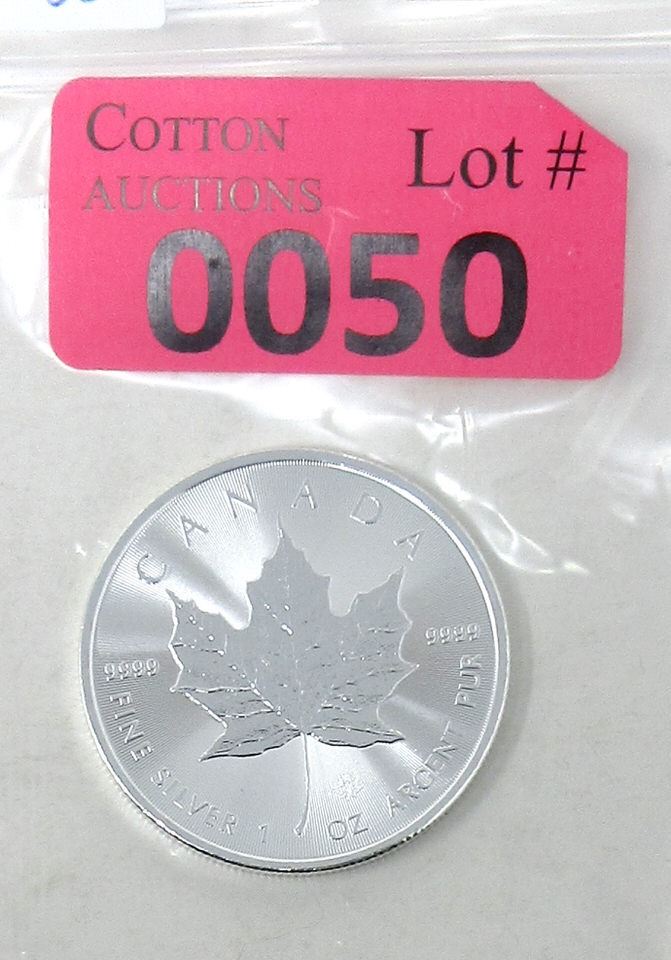 COTTON
AUCTIONS
Lot #
0050
CANADA
9999
9999
FINE SILVER 1 OZ ARGENT PUR